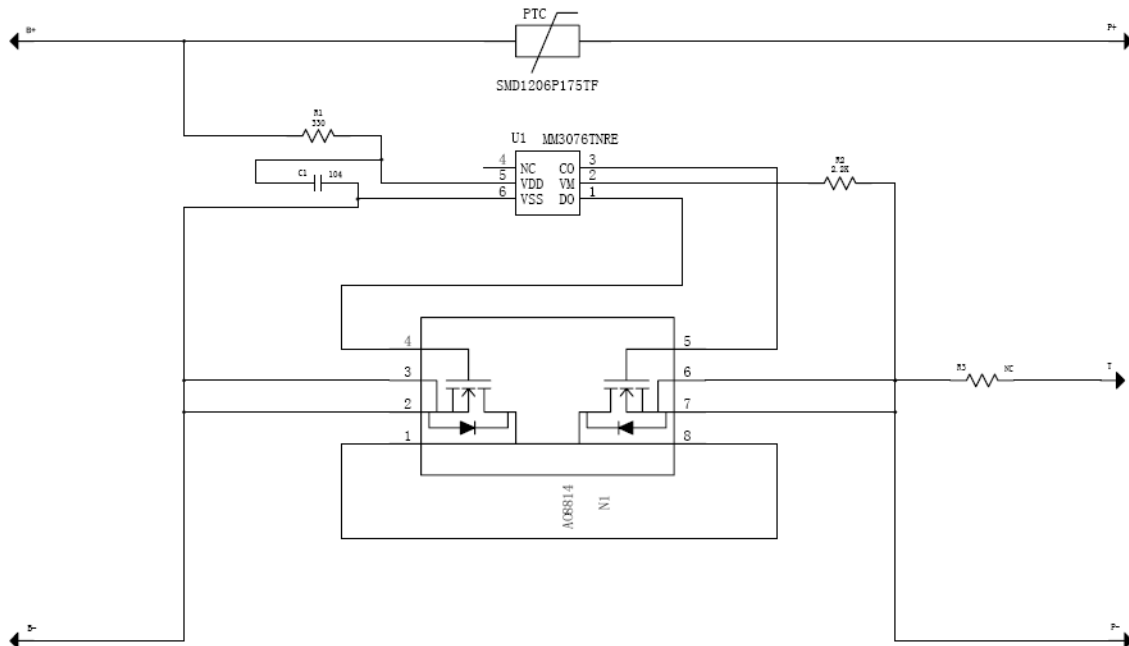 B+
PTC
P+
SMD1206P175TF
R1
330
U1 MM3076TNRE
C1 104
4 NC CO 3
5 VDD VM 2
6 VSS DO 1
R2
2.2K
4 5
3 6
2 7
1 8
R3 NC T
AO8814
N1
B- P-